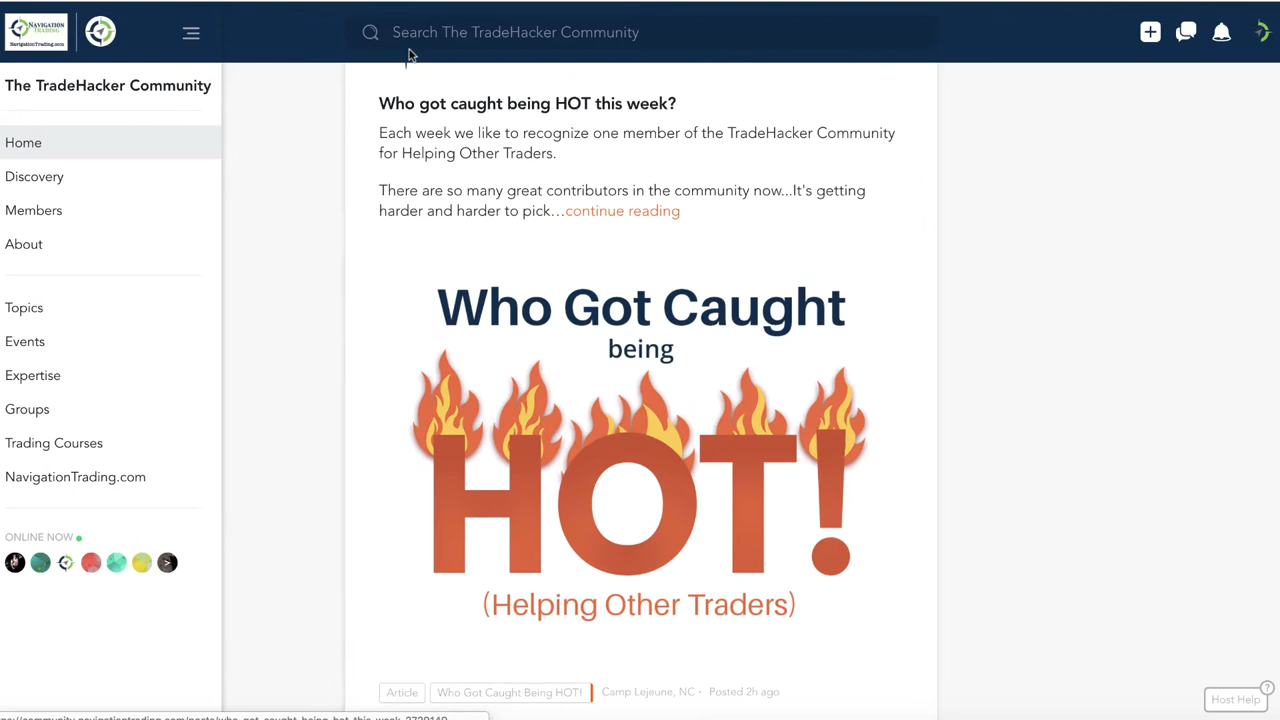 NAVIGATION
TRADING
NavigationTrading.com
Search The TradeHacker Community
The TradeHacker Community
Home
Discovery
Members
About
Topics
Events
Expertise
Groups
Trading Courses
NavigationTrading.com
ONLINE NOW
Who got caught being HOT this week?
Each week we like to recognize one member of the TradeHacker Community
for Helping Other Traders.
There are so many great contributors in the community now...It's getting
harder and harder to pick…continue reading
Who Got Caught
being
HOT!
(Helping Other Traders)
Article
Who Got Caught Being HOT!
Camp Lejeune, NC · Posted 2h ago
Host Help
?